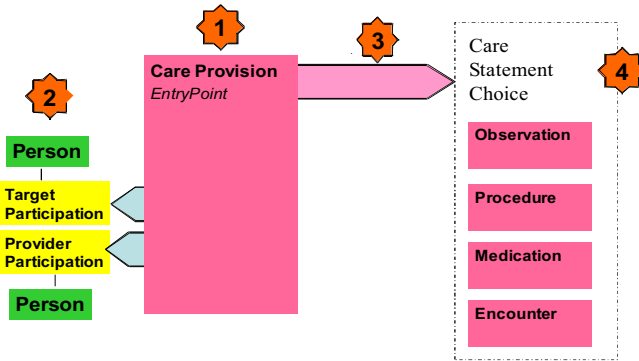 1
Care Provision
EntryPoint
2
Person
Target
Participation
Provider
Participation
Person
3
Care
Statement
Choice
4
Observation
Procedure
Medication
Encounter